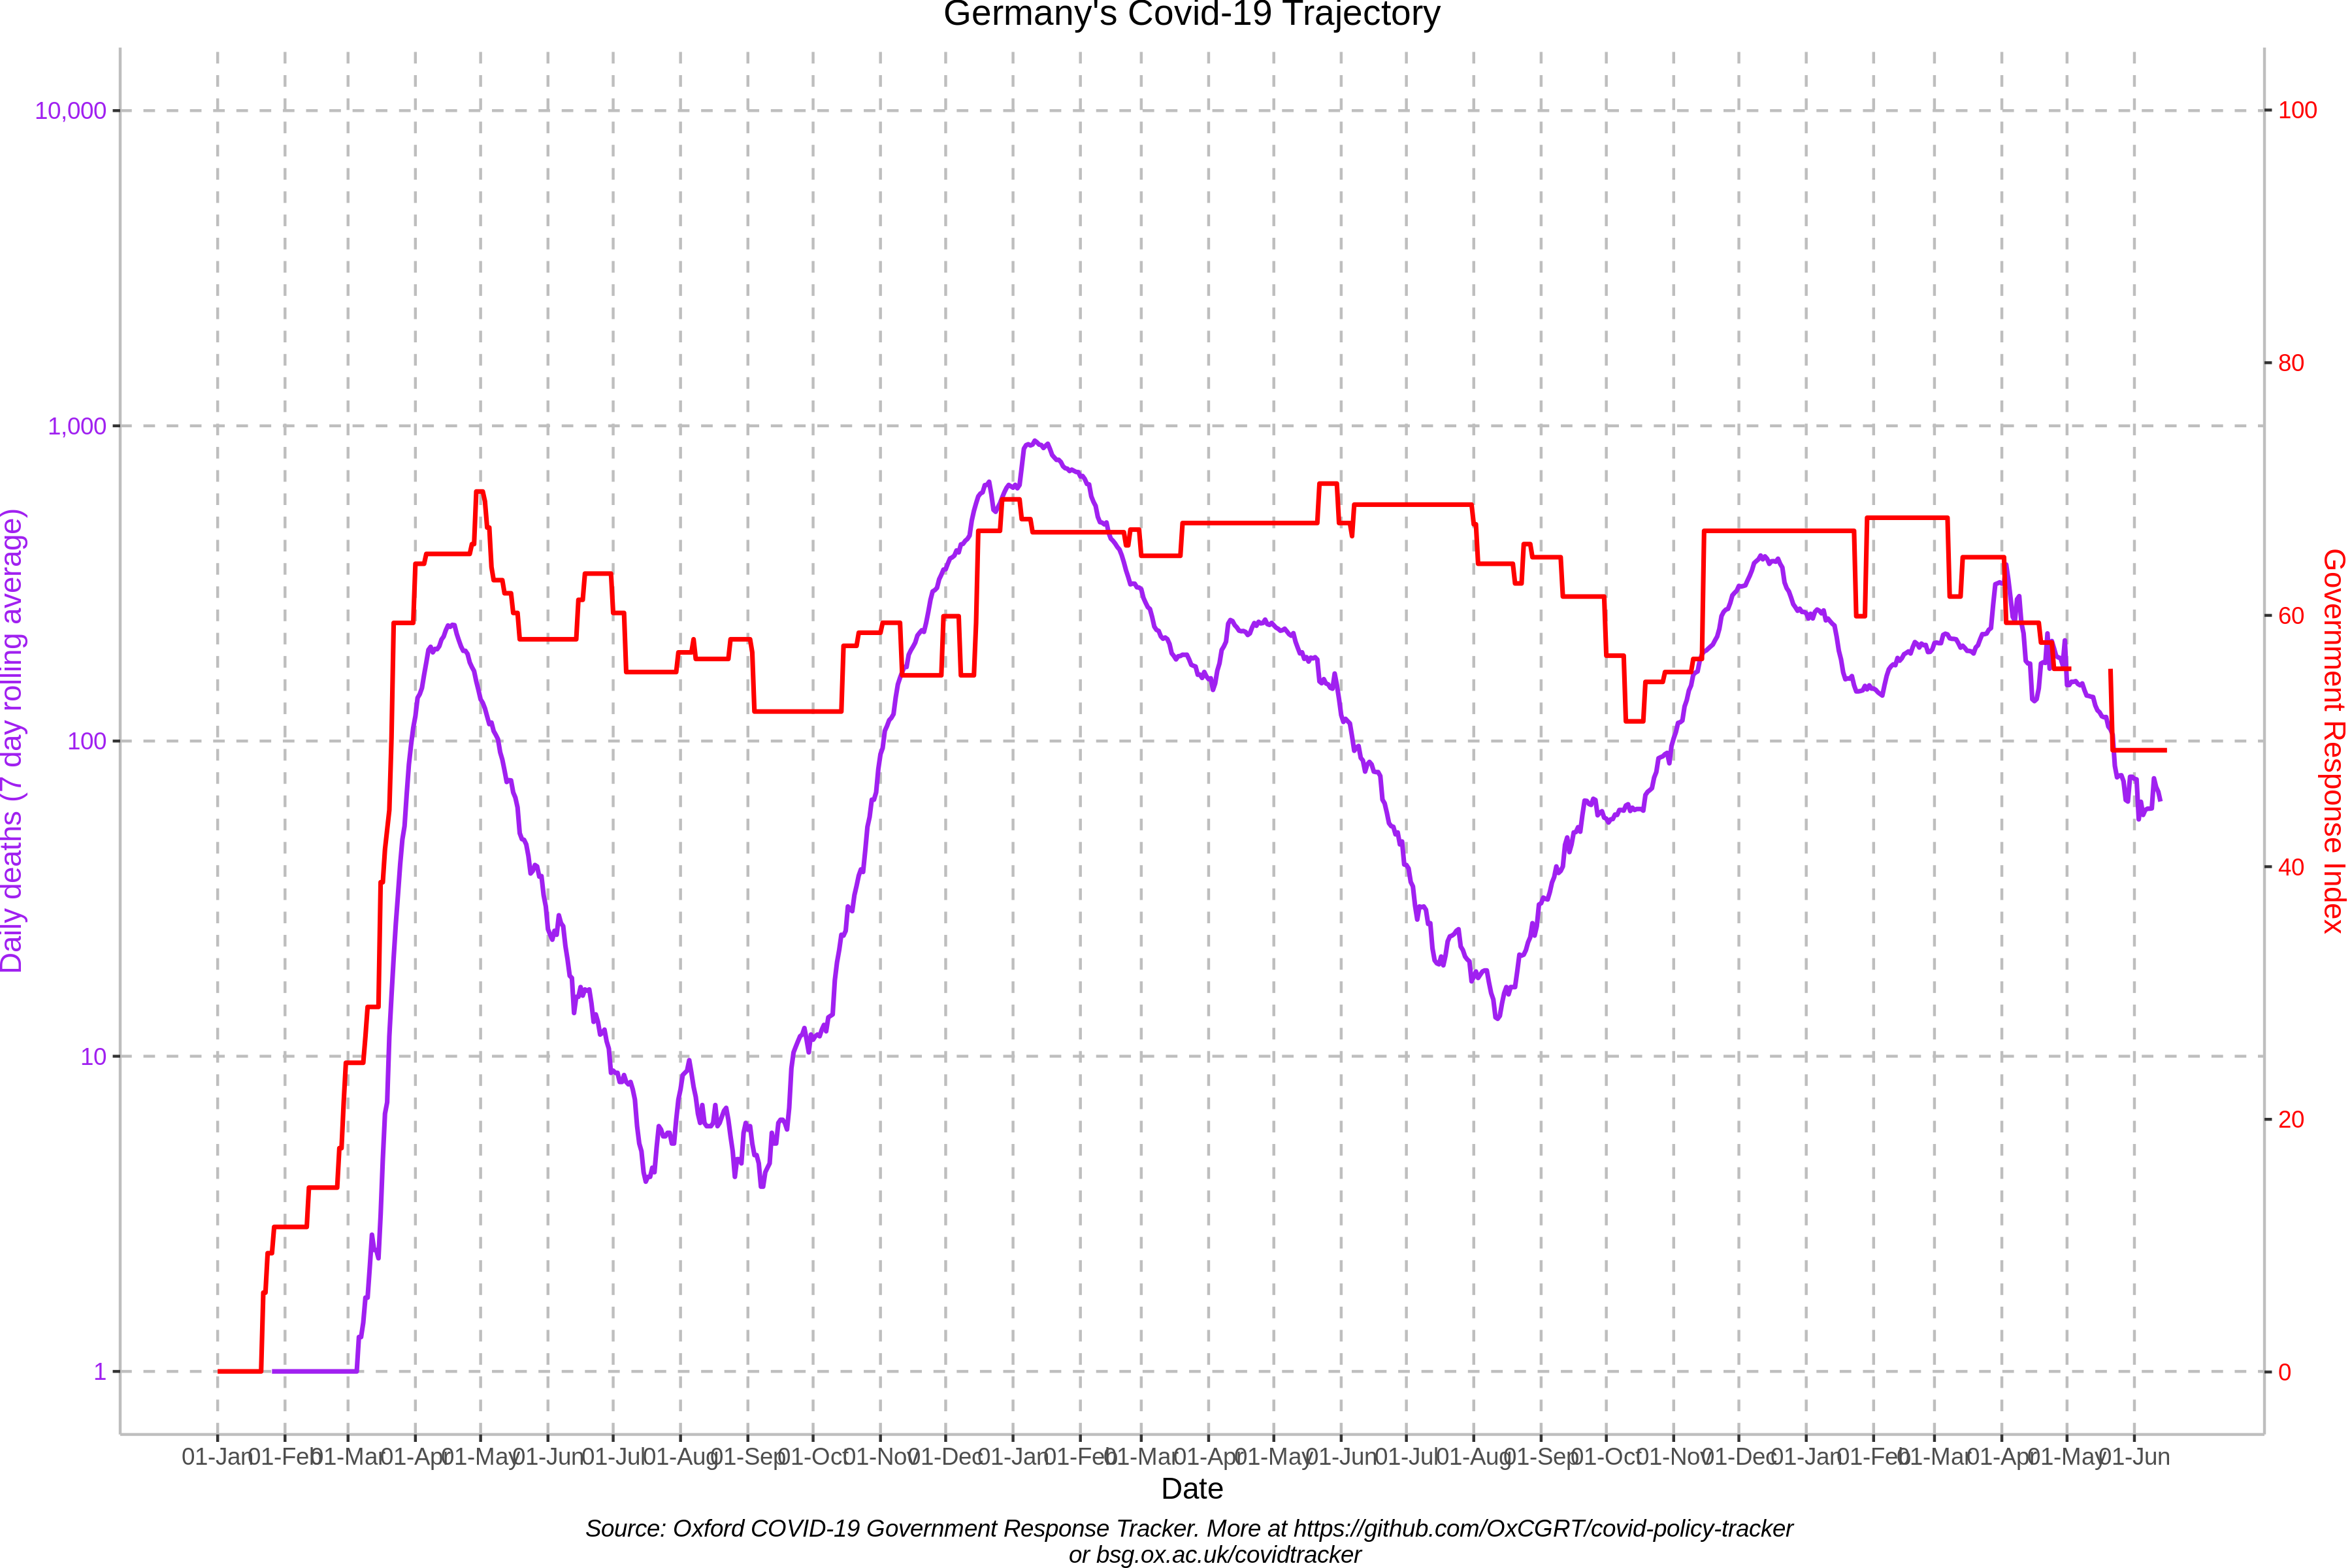 Germany's Covid-19 Trajectory
10,000
1,000
100
10
1
Daily deaths (7 day rolling average)
100
80
60
40
20
0
Government Response Index
01-Jan 01-Feb 01-Mar 01-Apr 01-May 01-Jun 01-Jul 01-Aug 01-Sep 01-Oct 01-Nov 01-Dec 01-Jan 01-Feb 01-Mar 01-Apr 01-May 01-Jun 01-Jul 01-Aug 01-Sep 01-Oct 01-Nov 01-Dec 01-Jan 01-Feb 01-Mar 01-Apr 01-May 01-Jun
Date
Source: Oxford COVID-19 Government Response Tracker. More at https://github.com/OxCGRT/covid-policy-tracker
or bsg.ox.ac.uk/covidtracker